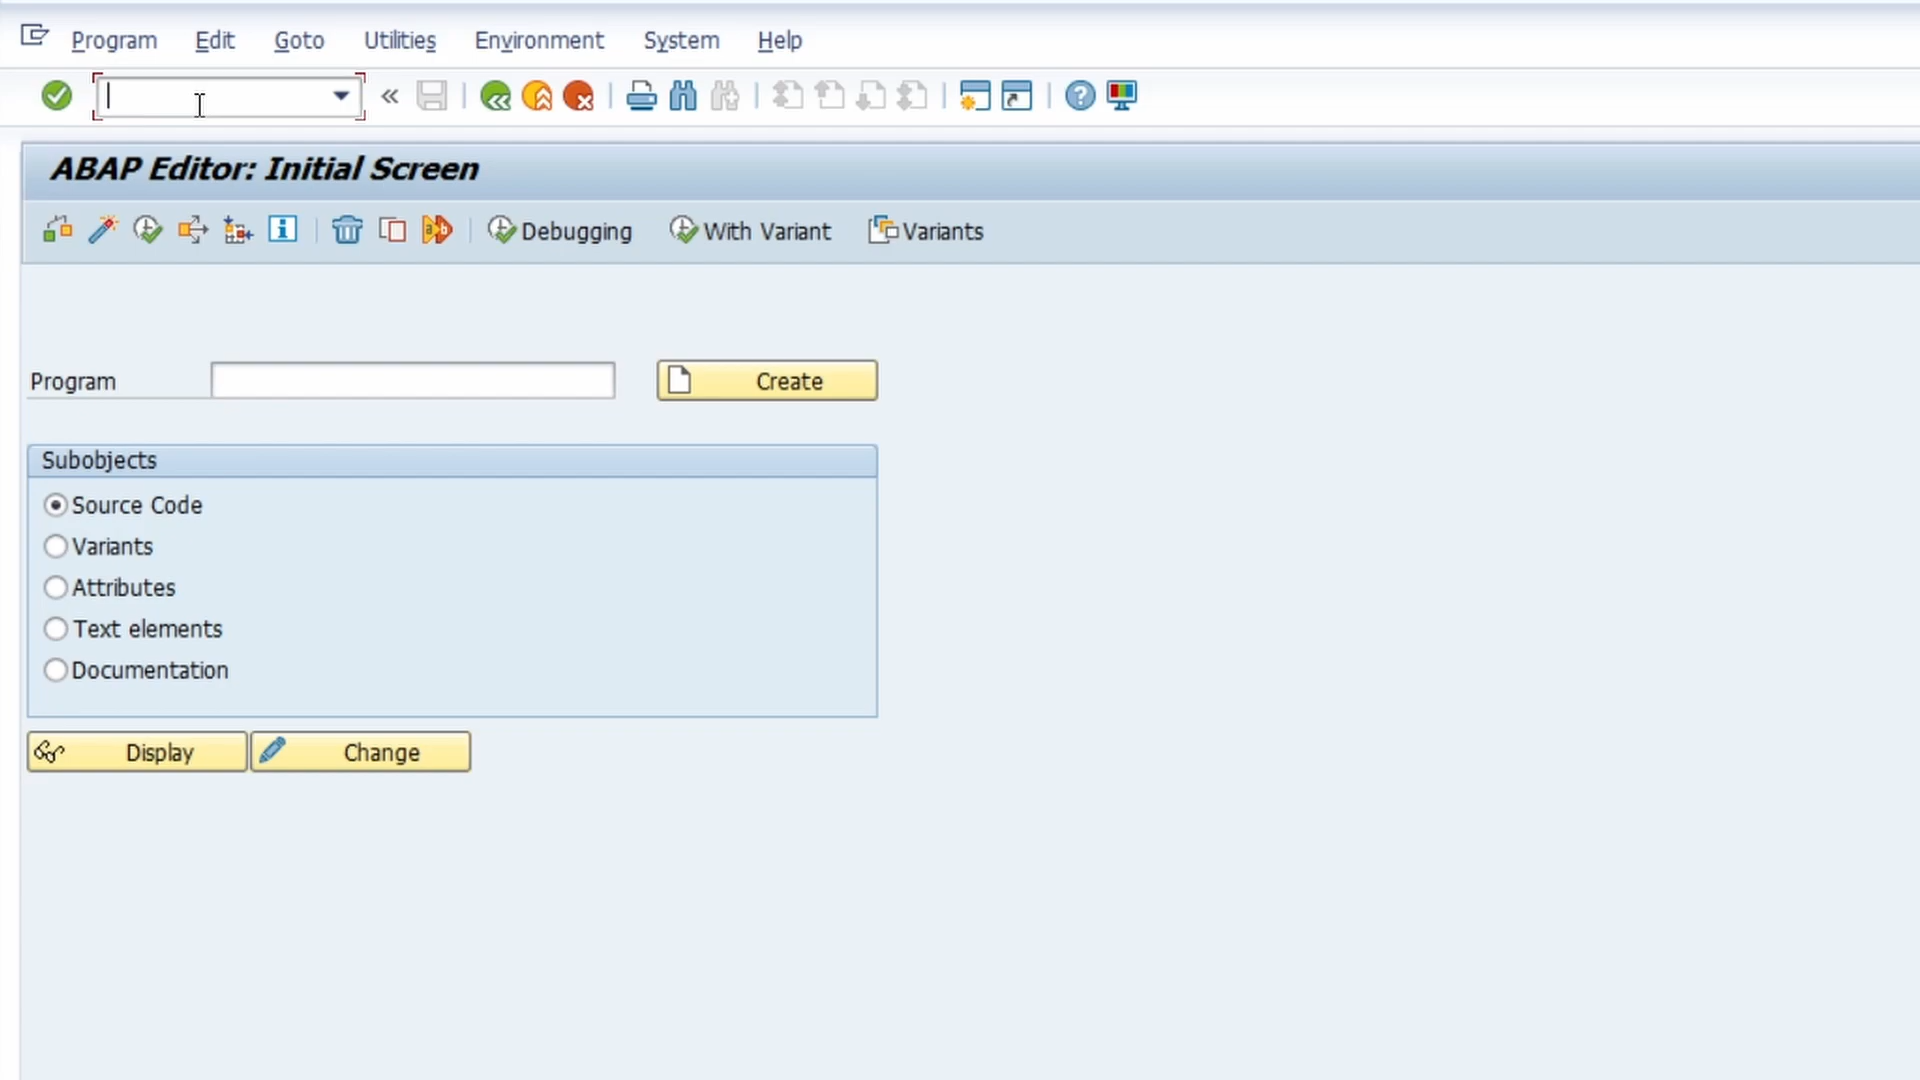 Program Edit Goto Utilities Environment System Help
ABAP Editor: Initial Screen
Debugging With Variant Variants
Program Create
Subobjects
Source Code
Variants
Attributes
Text elements
Documentation
Display Change